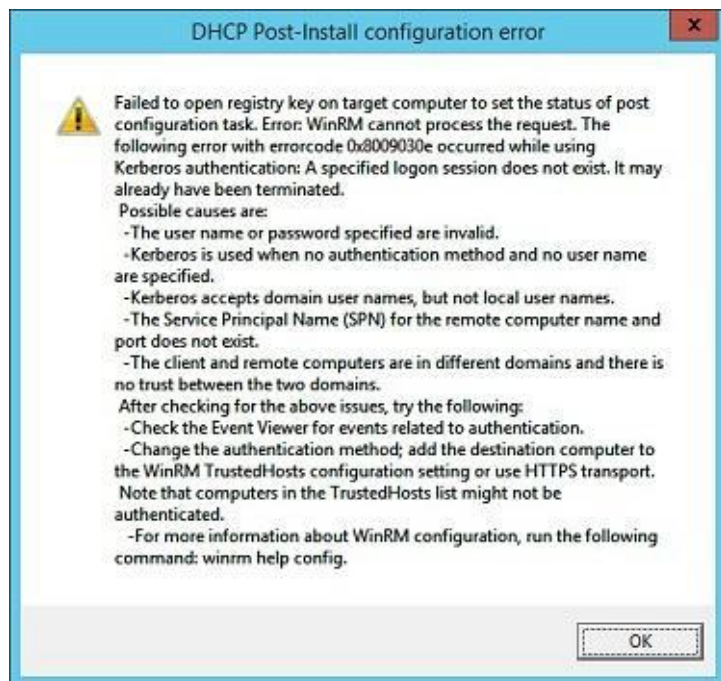 DHCP Post-Install configuration error
x
Failed to open registry key on target computer to set the status of post
configuration task. Error: WinRM cannot process the request. The
following error with errorcode 0x8009030e occurred while using
Kerberos authentication: A specified logon session does not exist. It may
already have been terminated.
Possible causes are:
-The user name or password specified are invalid.
-Kerberos is used when no authentication method and no user name
are specified.
-Kerberos accepts domain user names, but not local user names.
-The Service Principal Name (SPN) for the remote computer name and
port does not exist.
-The client and remote computers are in different domains and there is
no trust between the two domains.
After checking for the above issues, try the following:
-Check the Event Viewer for events related to authentication.
-Change the authentication method; add the destination computer to
the WinRM TrustedHosts configuration setting or use HTTPS transport.
Note that computers in the TrustedHosts list might not be
authenticated.
-For more information about WinRM configuration, run the following
command: winrm help config.
OK